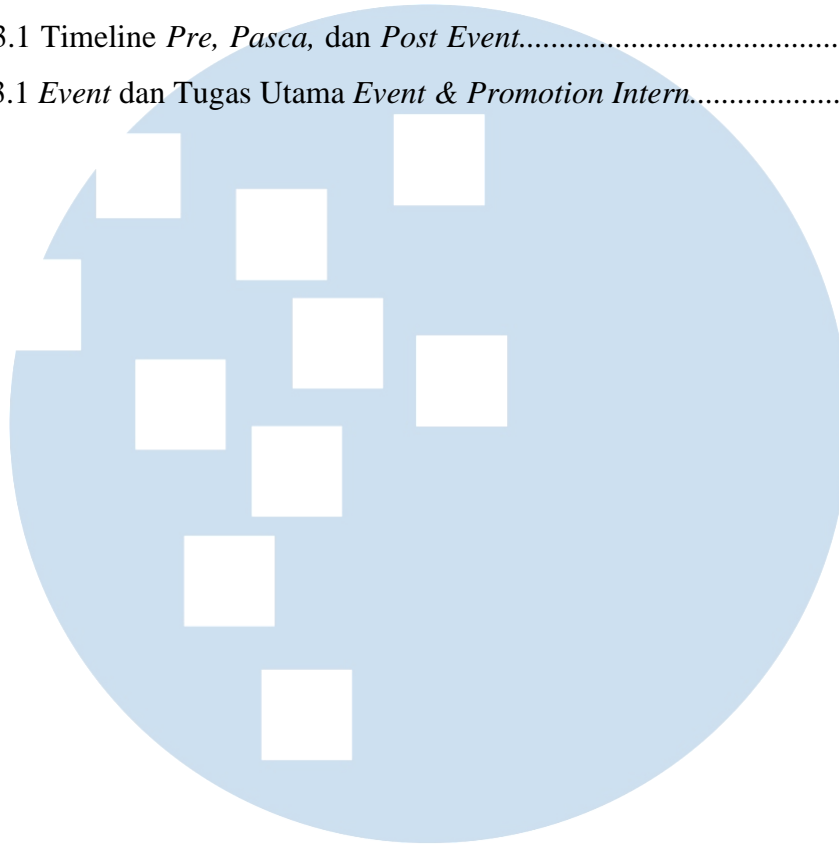 3.1 Timeline Pre, Pasca, dan Post Event.......................................
3.1 Event dan Tugas Utama Event & Promotion Intern..................